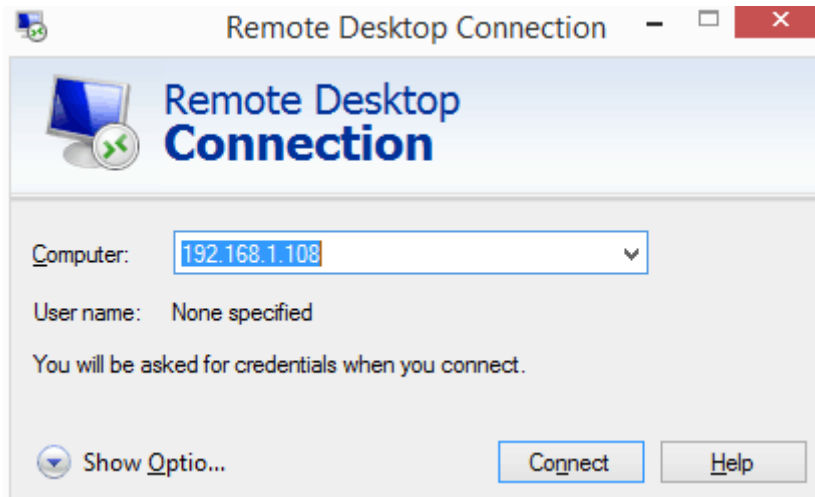 Remote Desktop Connection
Remote Desktop
Connection
Computer: 192.168.1.108
User name: None specified
You will be asked for credentials when you connect.
Show Optio... Connect Help